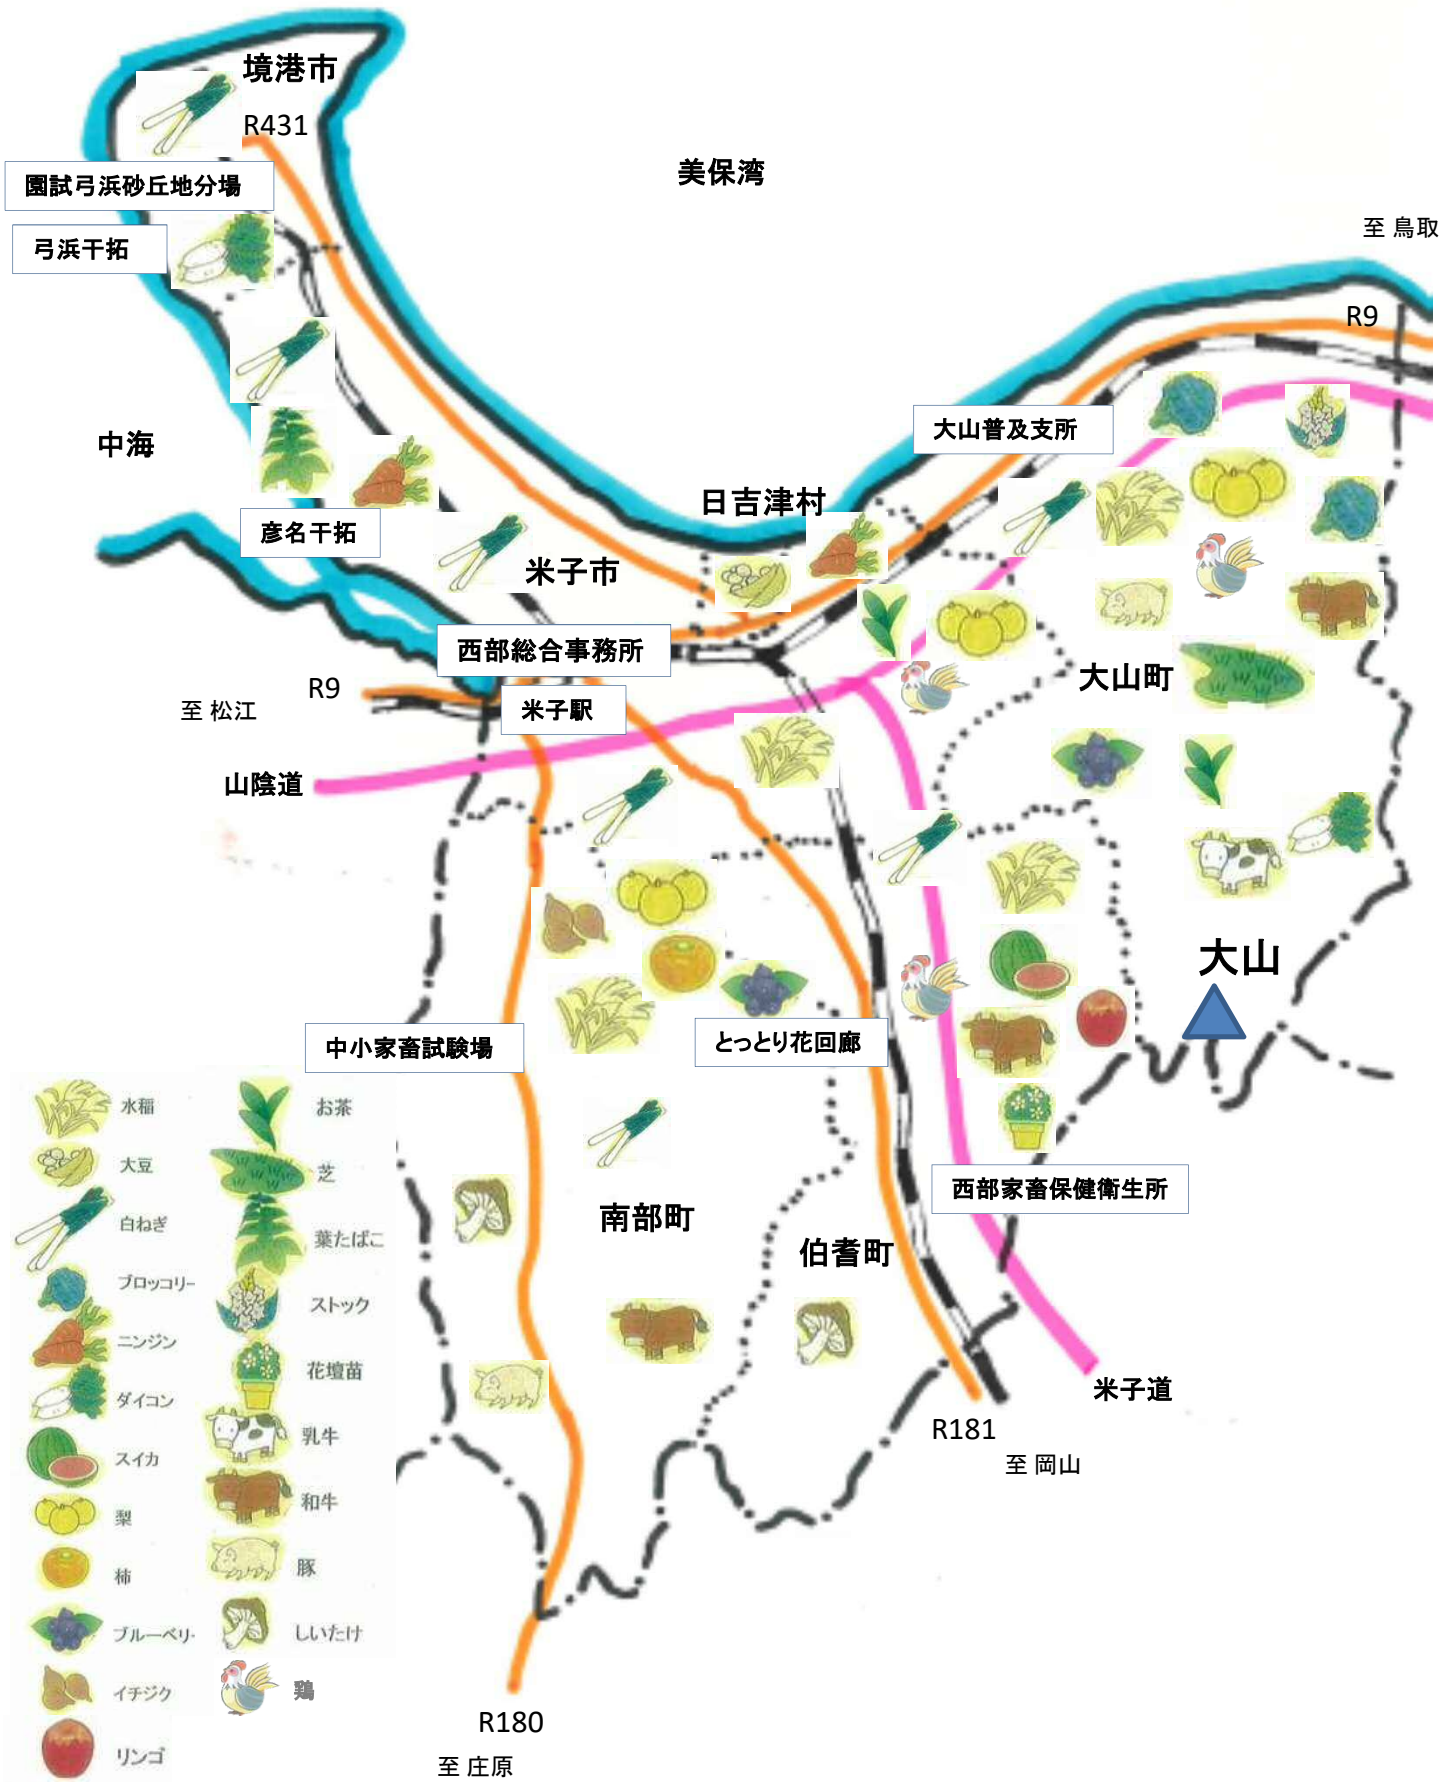 境港市
R431
園試弓浜砂丘地分場
弓浜干拓
美保湾
至 鳥取
R9
中海
大山普及支所
日吉津村
彦名干拓
米子市
西部総合事務所
R9
至 松江
米子駅
大山町
山陰道
大山
中小家畜試験場
とっとり花回廊
西部家畜保健衛生所
南部町
伯耆町
米子道
R181
至 岡山
R180
至 庄原
水稲
大豆
白ねぎ
ブロッコリー
ニンジン
ダイコン
スイカ
梨
柿
ブルーベリ
イチジク
リンゴ
お茶
芝
葉たばこ
ストック
花壇苗
乳牛
和牛
豚
しいたけ
鶏